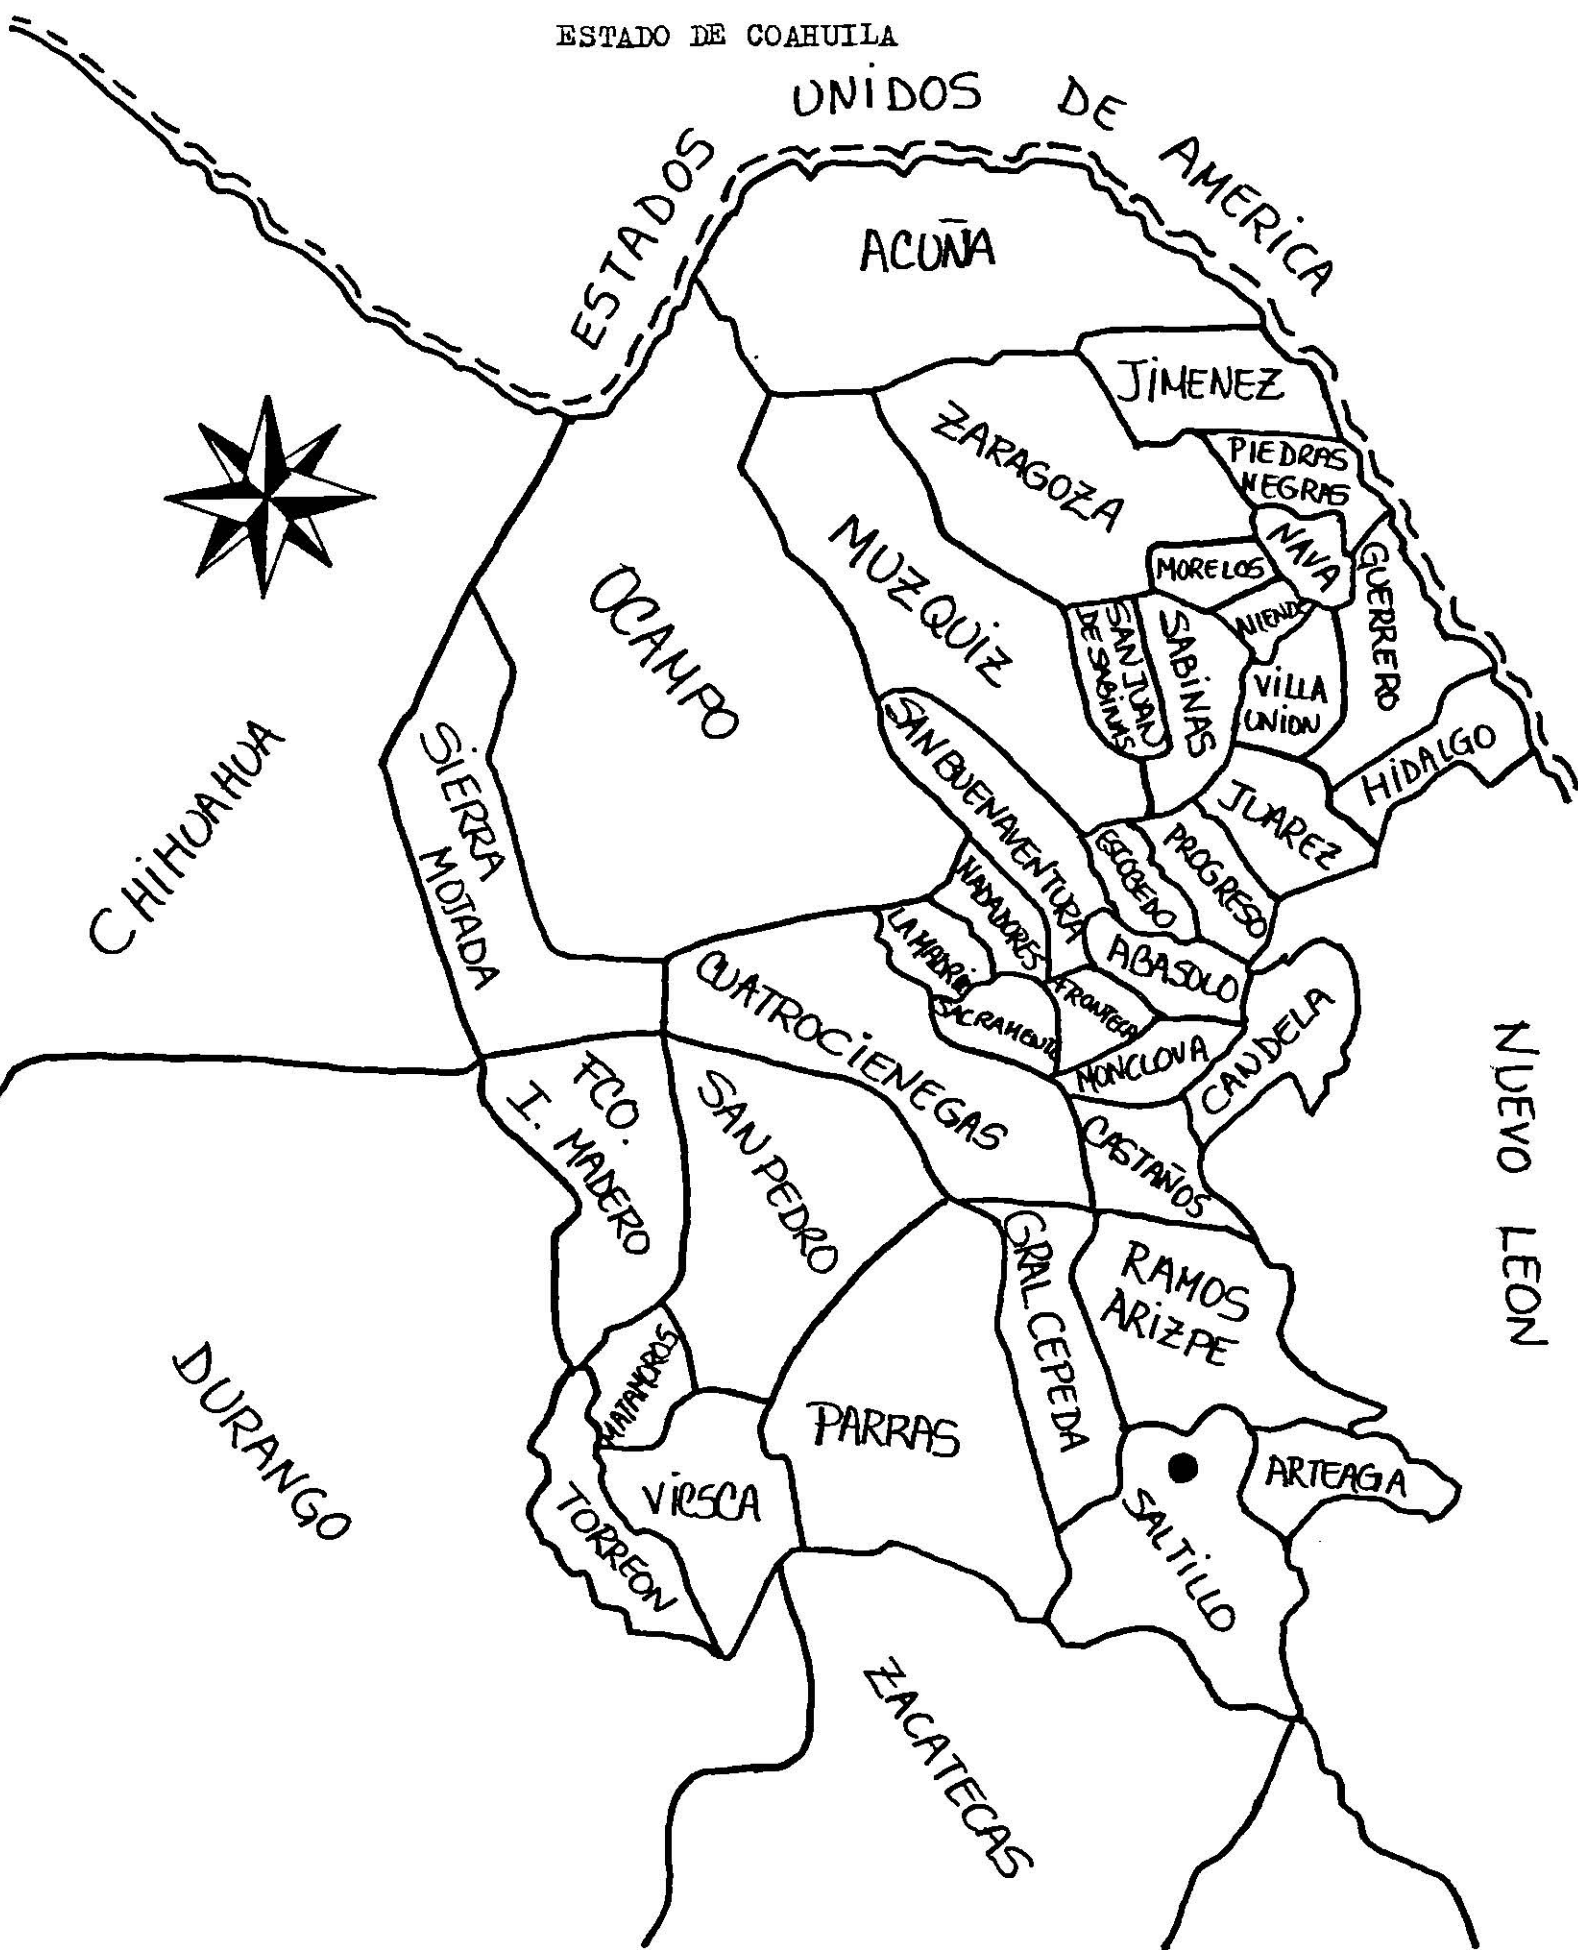 ESTADO DE COAHUILA
ESTADOS UNIDOS DE AMERICA
ACUÑA
JIMENEZ
ZARAGOZA
PIEDRAS
NEGRAS
NAVA
MORELOS
GUERRERO
MUZQUIZ
OCAMPO
SAN JUAN
DE SABINAS
SABINAS
VILLA
UNION
HIDALGO
SIERRA
MOJADA
CHIHUAHUA
SAN BUENAVENTURA
JUAREZ
ESCOBEDO
PROGRESO
NADADORES
LAMADRID
ABASOLO
CUATROCIENEGAS
SACRAMENTO
FRONTERA
MONCLOVA
CANDELA
NUEVO LEON
FCO.
I. MADERO
SAN PEDRO
CASTAÑOS
GRAL CEPEDA
RAMOS
ARIZPE
MATAMOROS
PARRAS
DURANGO
VIESCA
TORREON
SALTILLO
ARTEAGA
ZACATECAS